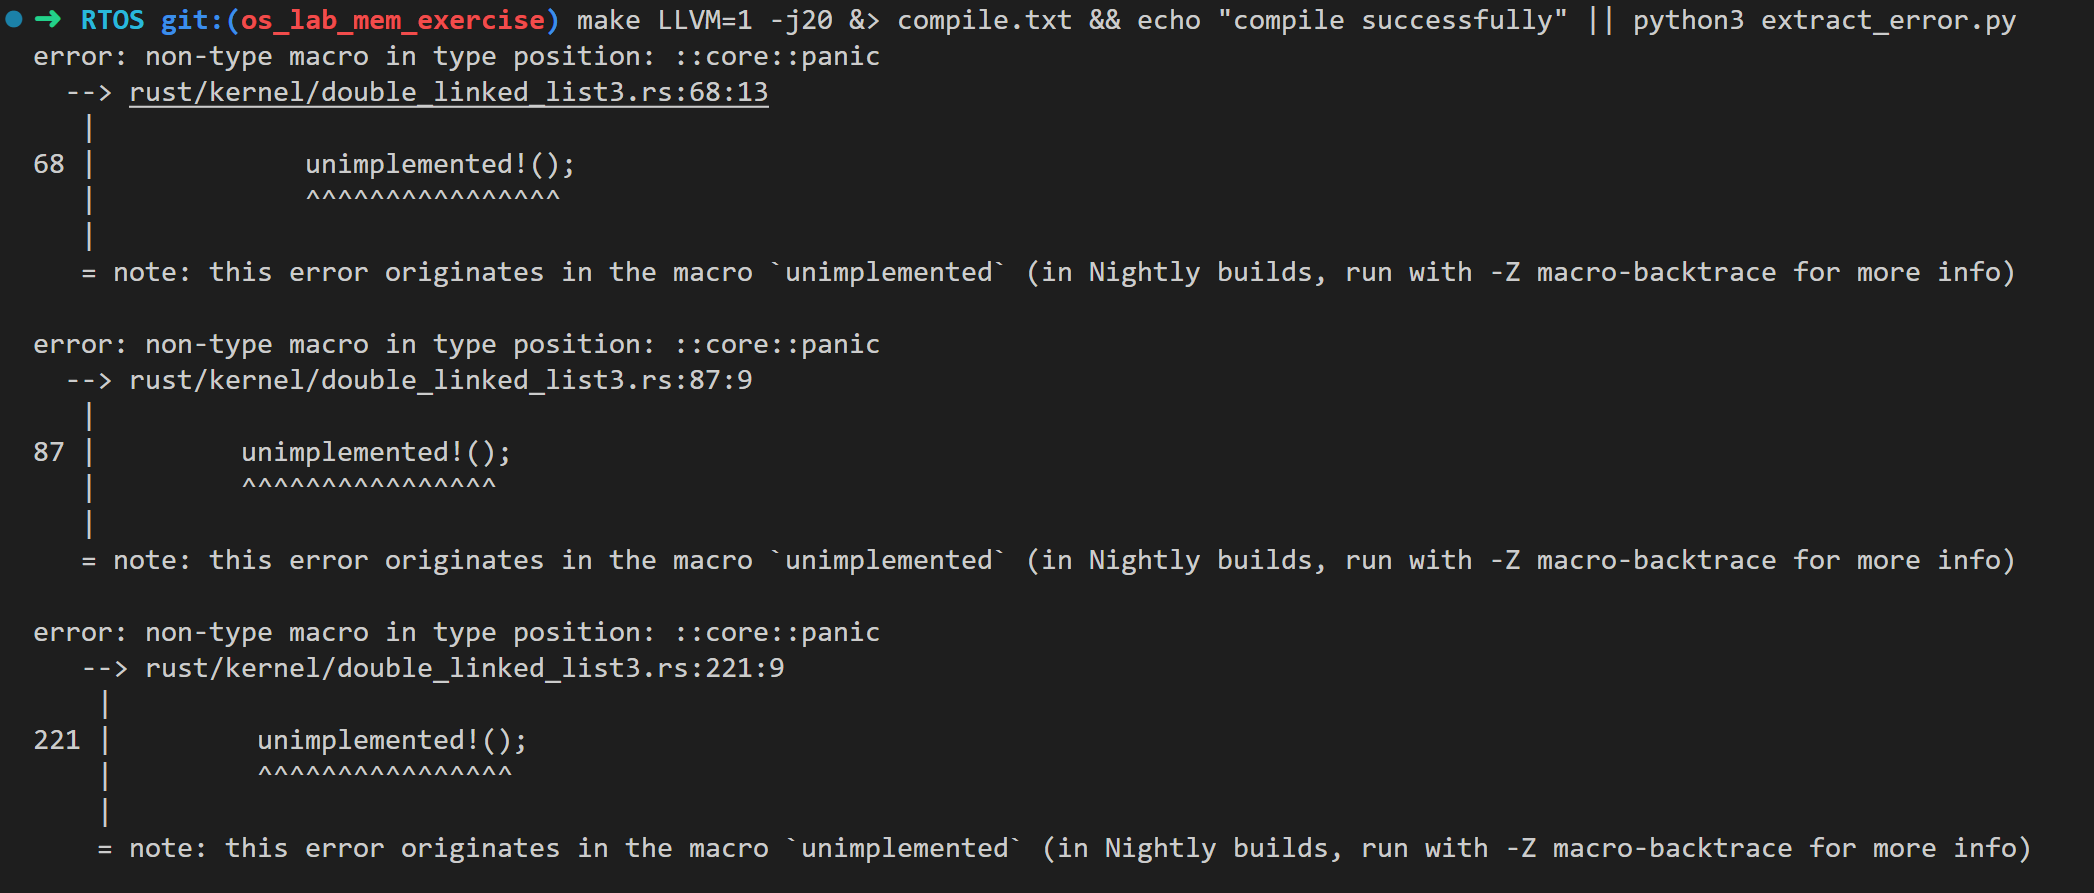 ➜ RTOS git:(os_lab_mem_exercise) make LLVM=1 -j20 &> compile.txt && echo "compile successfully" || python3 extract_error.py
error: non-type macro in type position: ::core::panic
  --> rust/kernel/double_linked_list3.rs:68:13
   |
68 |             unimplemented!();
   |             ^^^^^^^^^^^^^^^^
   |
   = note: this error originates in the macro `unimplemented` (in Nightly builds, run with -Z macro-backtrace for more info)

error: non-type macro in type position: ::core::panic
  --> rust/kernel/double_linked_list3.rs:87:9
   |
87 |         unimplemented!();
   |         ^^^^^^^^^^^^^^^^
   |
   = note: this error originates in the macro `unimplemented` (in Nightly builds, run with -Z macro-backtrace for more info)

error: non-type macro in type position: ::core::panic
   --> rust/kernel/double_linked_list3.rs:221:9
    |
221 |         unimplemented!();
    |         ^^^^^^^^^^^^^^^^
    |
    = note: this error originates in the macro `unimplemented` (in Nightly builds, run with -Z macro-backtrace for more info)